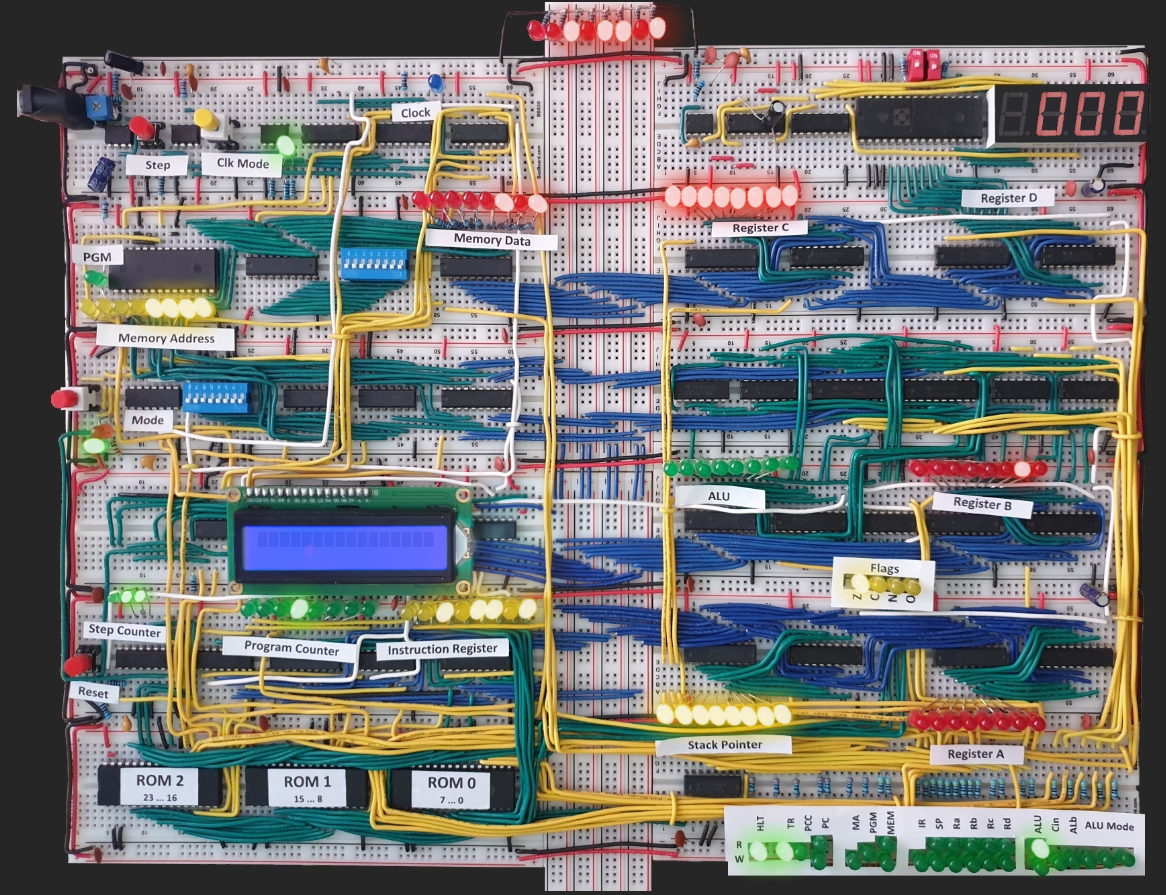 000
Clock
Step
Clk Mode
Register D
Memory Data
Register C
PGM
Memory Address
Mode
ALU
Register B
Flags
Z C N O
Step Counter
Program Counter
Instruction Register
Reset
Stack Pointer
Register A
ROM 2
23 ... 16
ROM 1
15 ... 8
ROM 0
7 ... 0
HLT TR PCC PC MA PGM MEM IR SP Ra Rb Rc Rd ALU Cin ALb ALU Mode
R
W